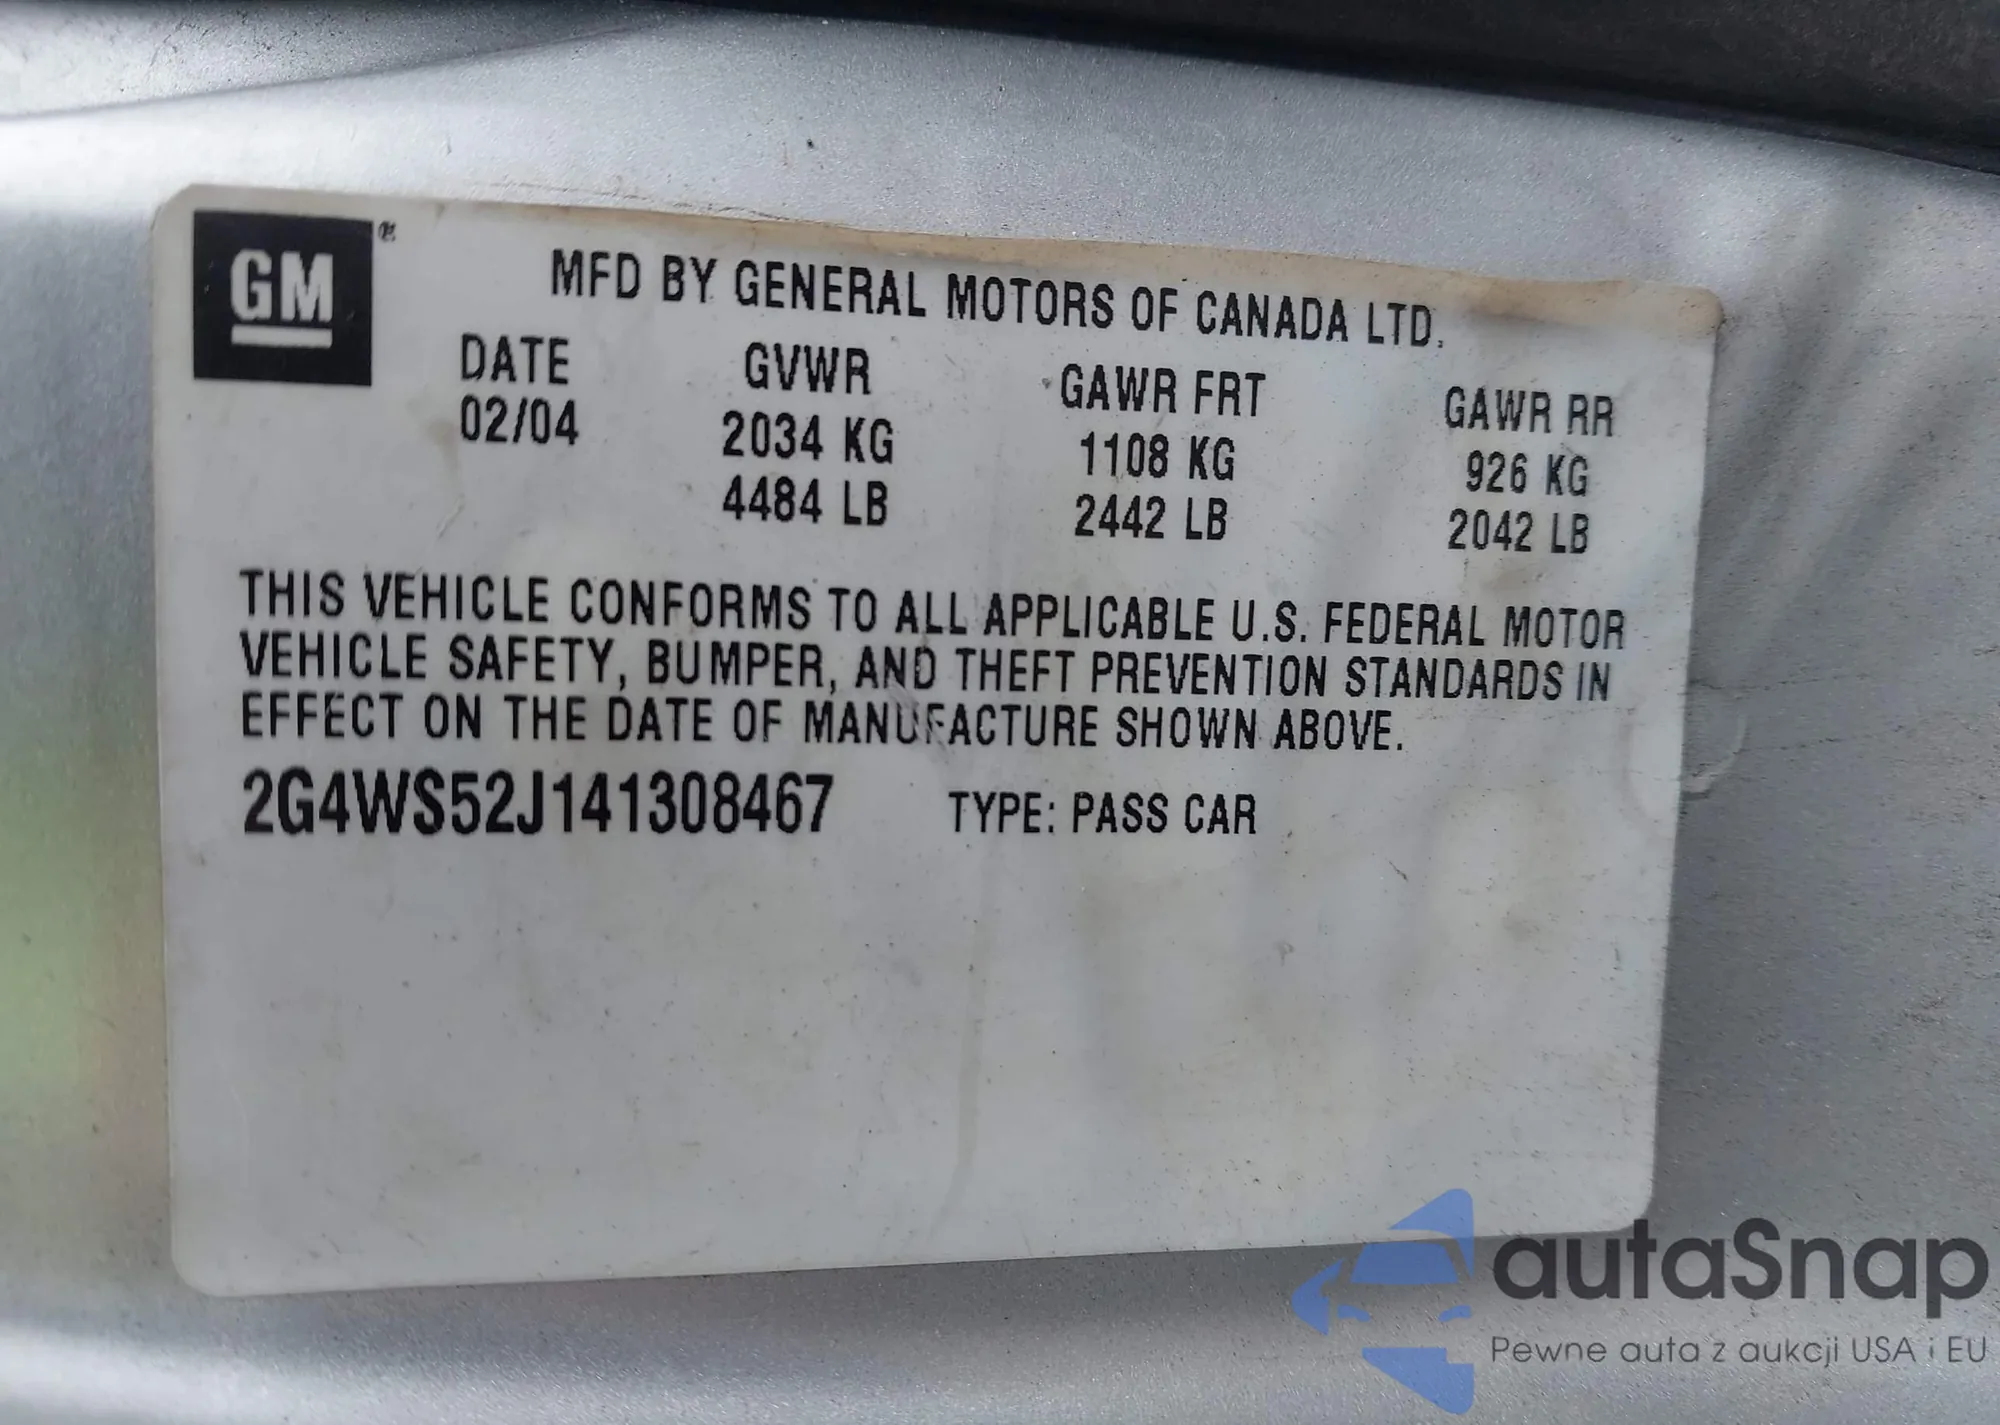 GM ®
MFD BY GENERAL MOTORS OF CANADA LTD.
DATE GVWR GAWR FRT GAWR RR
02/04 2034 KG 1108 KG 926 KG
4484 LB 2442 LB 2042 LB
THIS VEHICLE CONFORMS TO ALL APPLICABLE U.S. FEDERAL MOTOR
VEHICLE SAFETY, BUMPER, AND THEFT PREVENTION STANDARDS IN
EFFECT ON THE DATE OF MANUFACTURE SHOWN ABOVE.
2G4WS52J141308467 TYPE: PASS CAR
autaSnap
Pewne auta z aukcji USA i EU